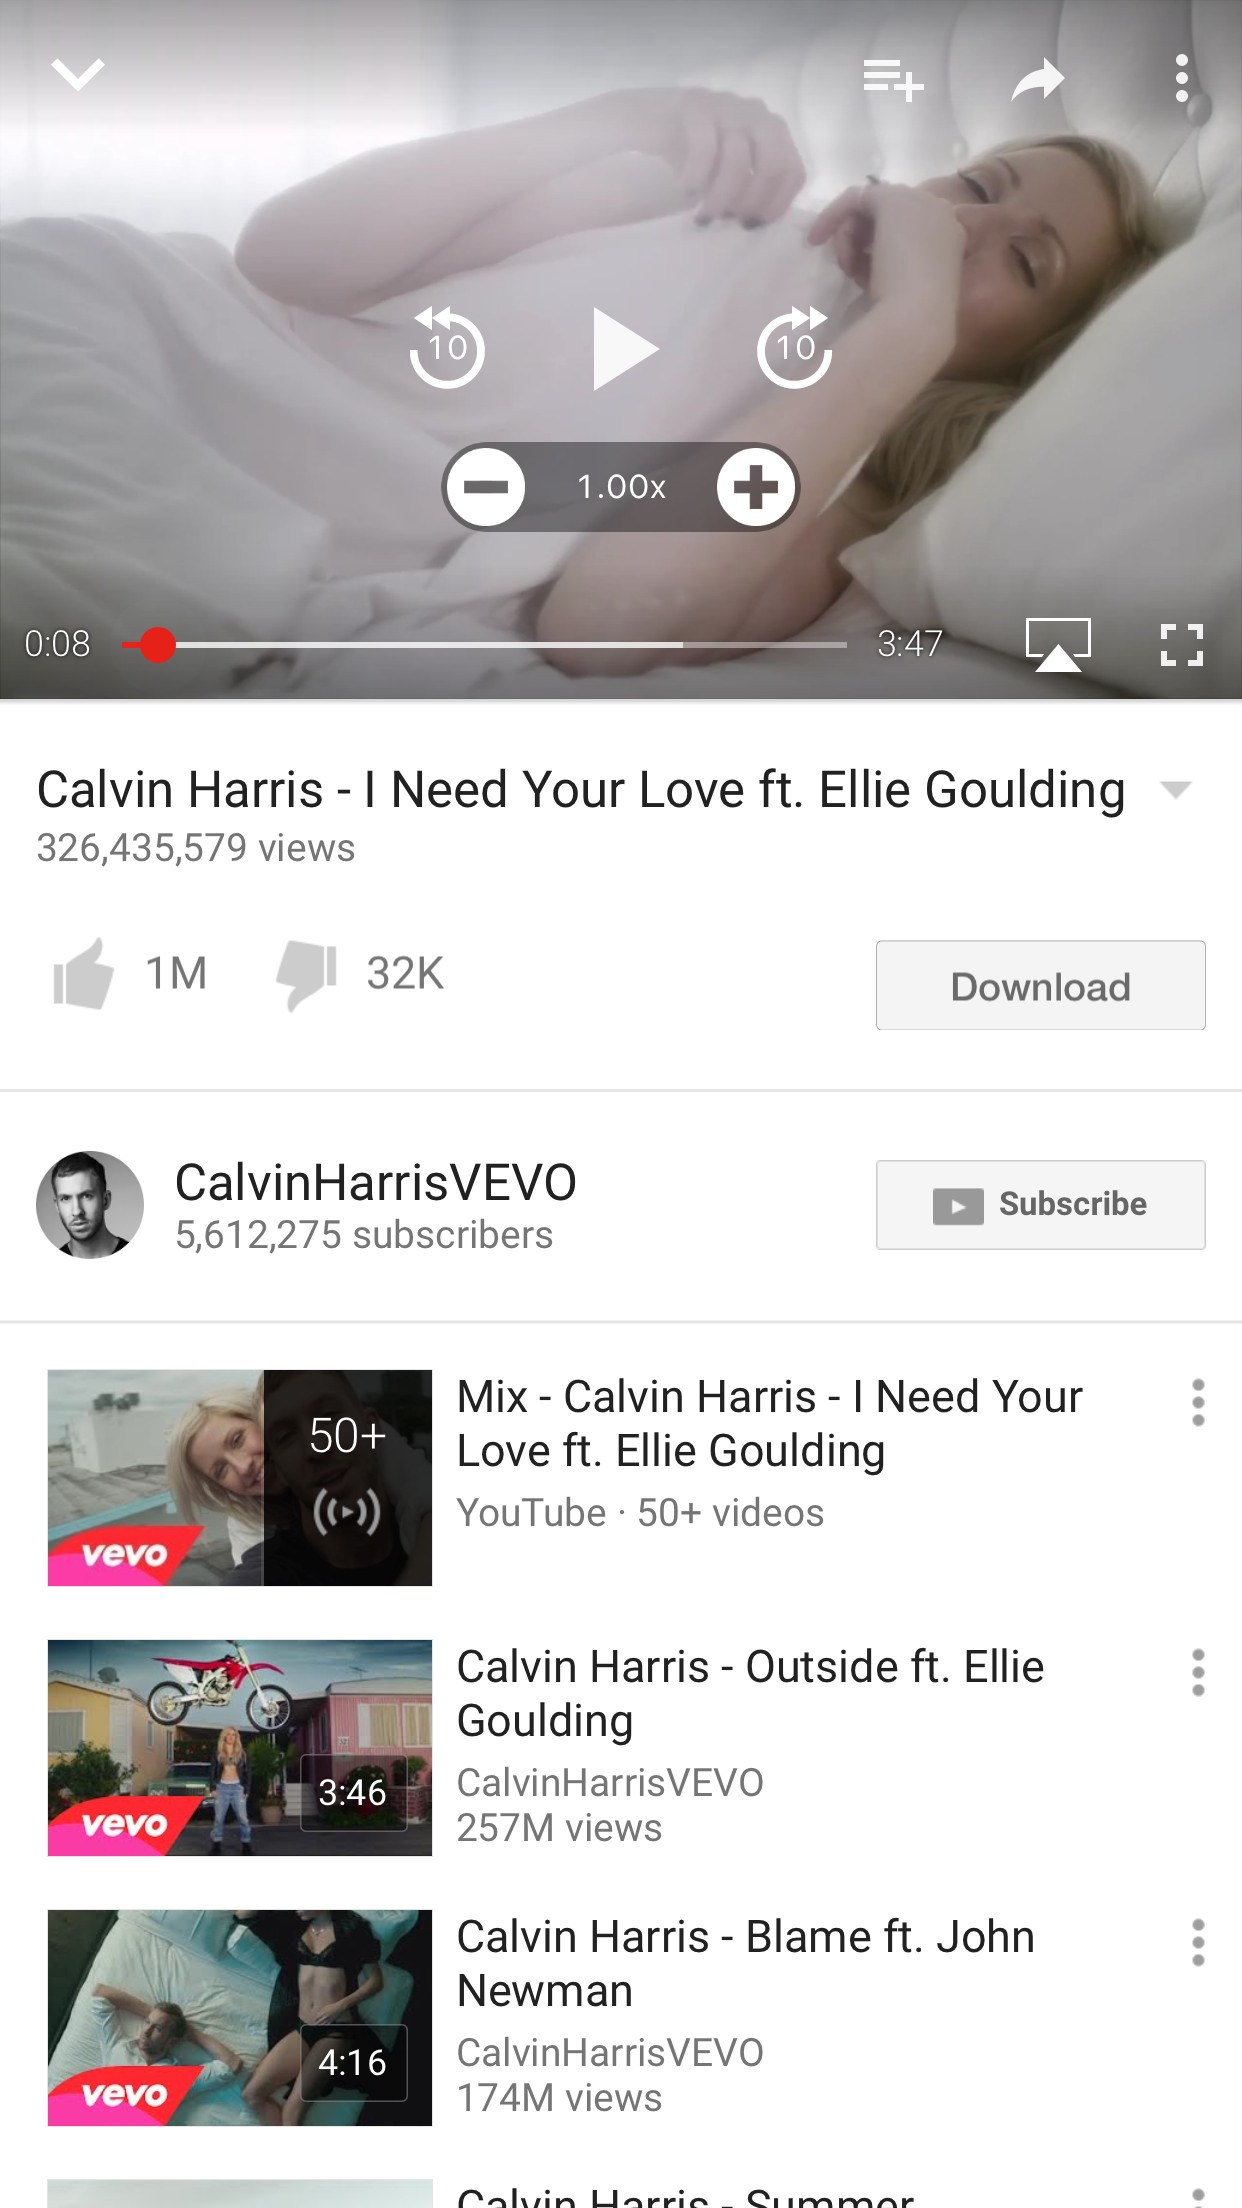 10
10
1.00x
0:08
3:47
Calvin Harris - I Need Your Love ft. Ellie Goulding
326,435,579 views
1M
32K
Download
CalvinHarrisVEVO
5,612,275 subscribers
Subscribe
50+
vevo
Mix - Calvin Harris - I Need Your
Love ft. Ellie Goulding
YouTube · 50+ videos
3:46
vevo
Calvin Harris - Outside ft. Ellie
Goulding
CalvinHarrisVEVO
257M views
4:16
vevo
Calvin Harris - Blame ft. John
Newman
CalvinHarrisVEVO
174M views
Calvin Harris - Summer